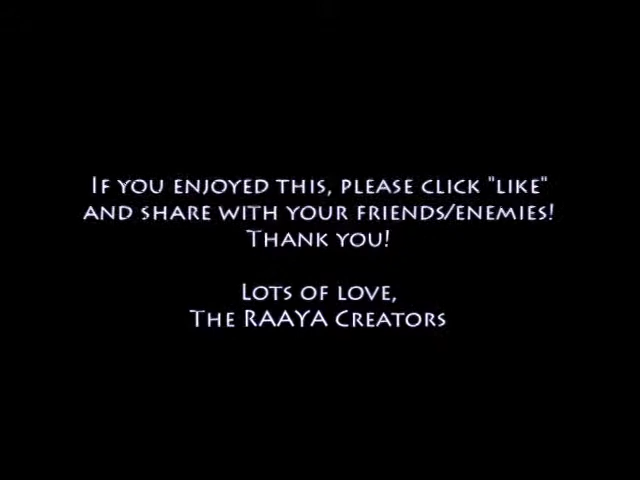 If you enjoyed this, please click "like"
and share with your friends/enemies!
Thank you!
Lots of love,
The RAAYA Creators